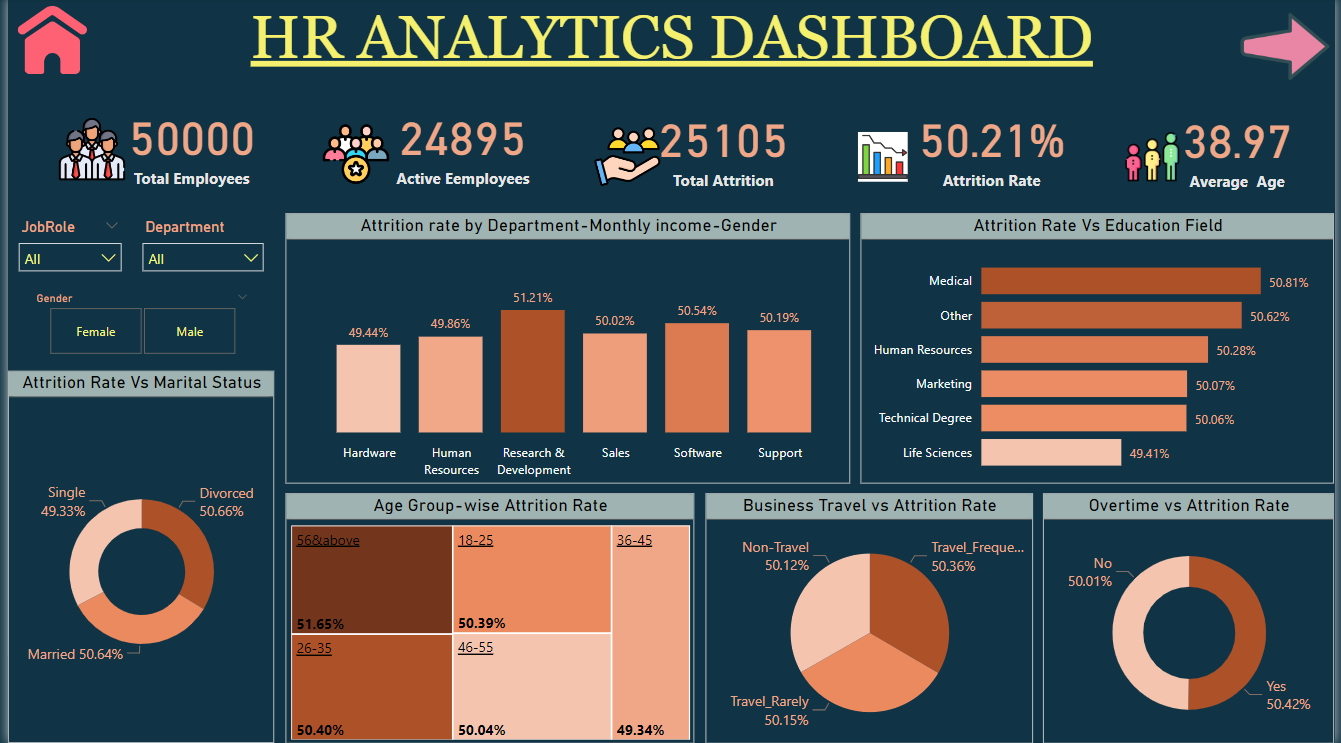 HR ANALYTICS DASHBOARD
50000
Total Employees
24895
Active Eemployees
25105
Total Attrition
50.21%
Attrition Rate
38.97
Average Age
JobRole
All
Department
All
Gender
Female
Male
Attrition Rate Vs Marital Status
Single
49.33%
Divorced
50.66%
Married 50.64%
Attrition rate by Department-Monthly income-Gender
49.44%
49.86%
51.21%
50.02%
50.54%
50.19%
Hardware
Human
Resources
Research &
Development
Sales
Software
Support
Attrition Rate Vs Education Field
Medical
50.81%
Other
50.62%
Human Resources
50.28%
Marketing
50.07%
Technical Degree
50.06%
Life Sciences
49.41%
Age Group-wise Attrition Rate
56&above
51.65%
18-25
50.39%
36-45
49.34%
26-35
50.40%
46-55
50.04%
Business Travel vs Attrition Rate
Non-Travel
50.12%
Travel_Freque...
50.36%
Travel_Rarely
50.15%
Overtime vs Attrition Rate
No
50.01%
Yes
50.42%